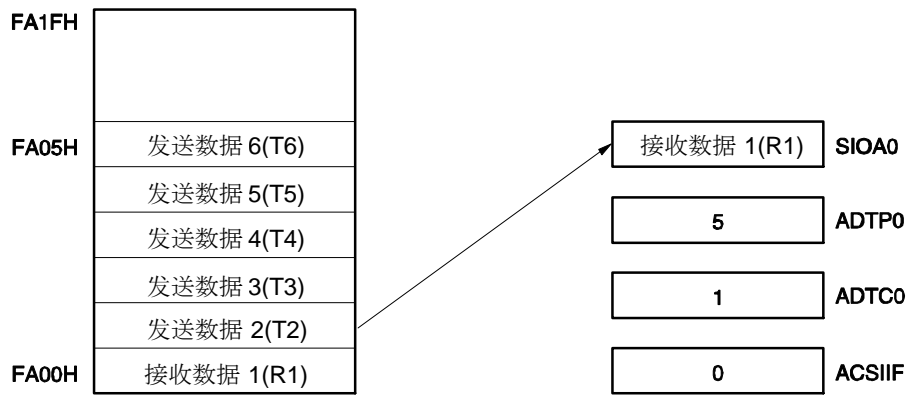 FA1FH
FA05H
发送数据 6(T6)
发送数据 5(T5)
发送数据 4(T4)
发送数据 3(T3)
发送数据 2(T2)
FA00H
接收数据 1(R1)
接收数据 1(R1)
SIOA0
5
ADTP0
1
ADTC0
0
ACSIIF